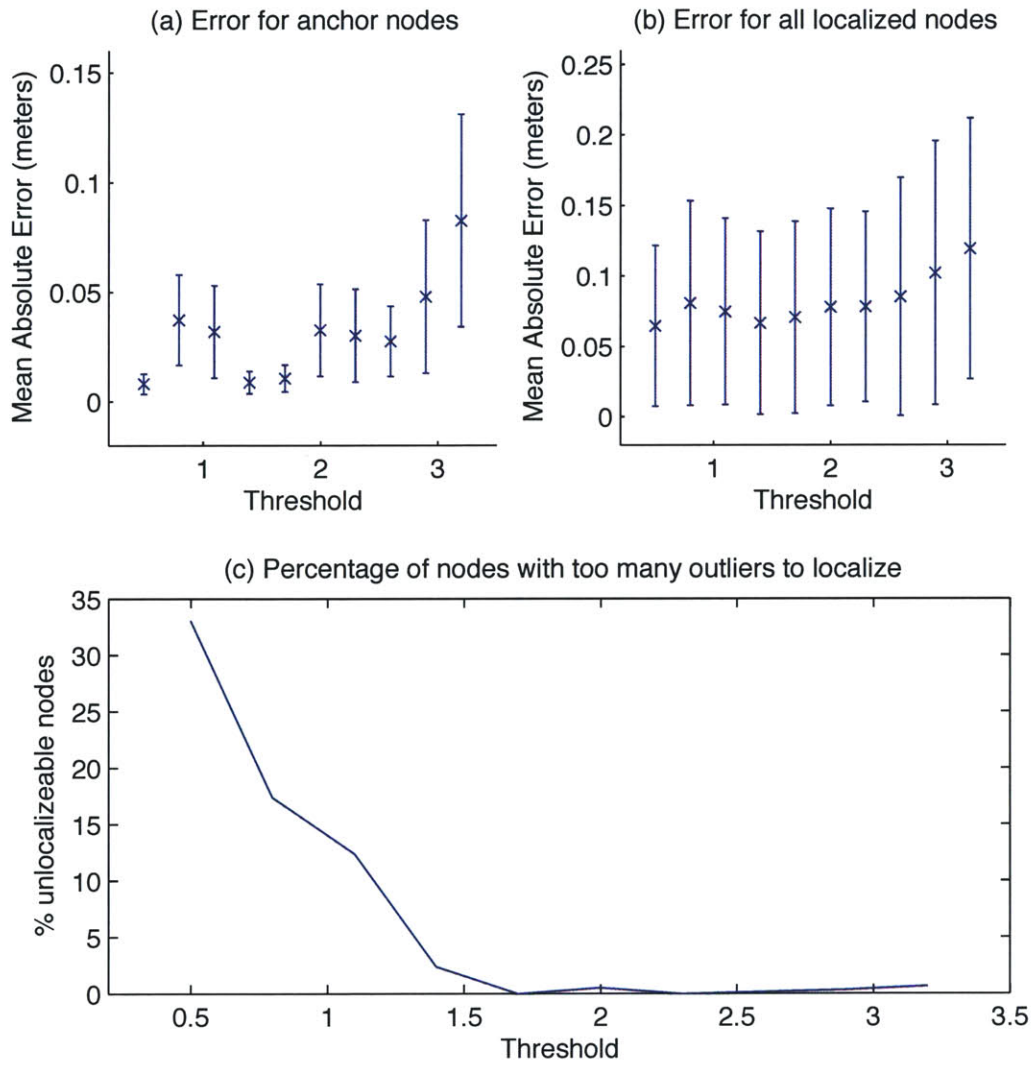 (a) Error for anchor nodes
Mean Absolute Error (meters)
0.15
0.1
0.05
0
1 2 3
Threshold
(b) Error for all localized nodes
Mean Absolute Error (meters)
0.25
0.2
0.15
0.1
0.05
0
1 2 3
Threshold
(c) Percentage of nodes with too many outliers to localize
% unlocalizeable nodes
35
30
25
20
15
10
5
0
0.5 1 1.5 2 2.5 3 3.5
Threshold